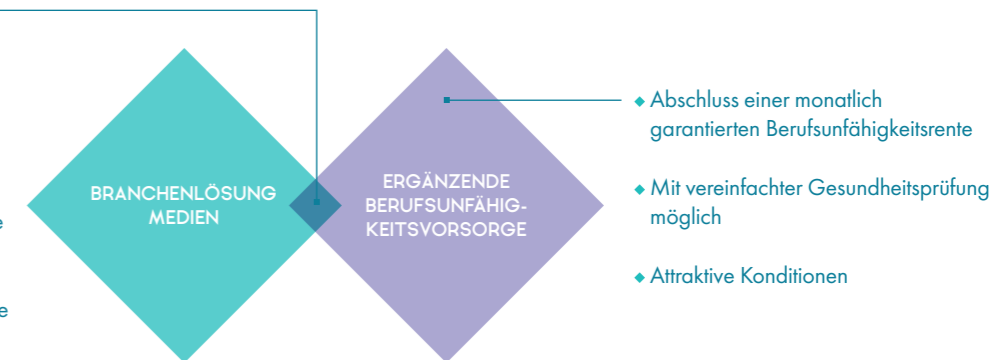 BRANCHENLÖSUNG
MEDIEN
ERGÄNZENDE
BERUFSUNFÄHIG-
KEITSVORSORGE
◆ Abschluss einer monatlich
garantierten Berufsunfähigkeitsrente
◆ Mit vereinfachter Gesundheitsprüfung
möglich
◆ Attraktive Konditionen